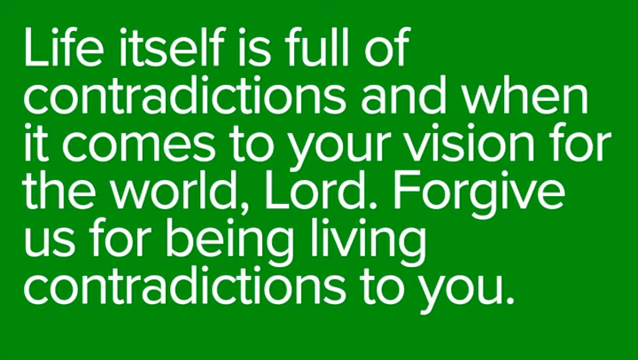 Life itself is full of
contradictions and when
it comes to your vision for
the world, Lord. Forgive
us for being living
contradictions to you.